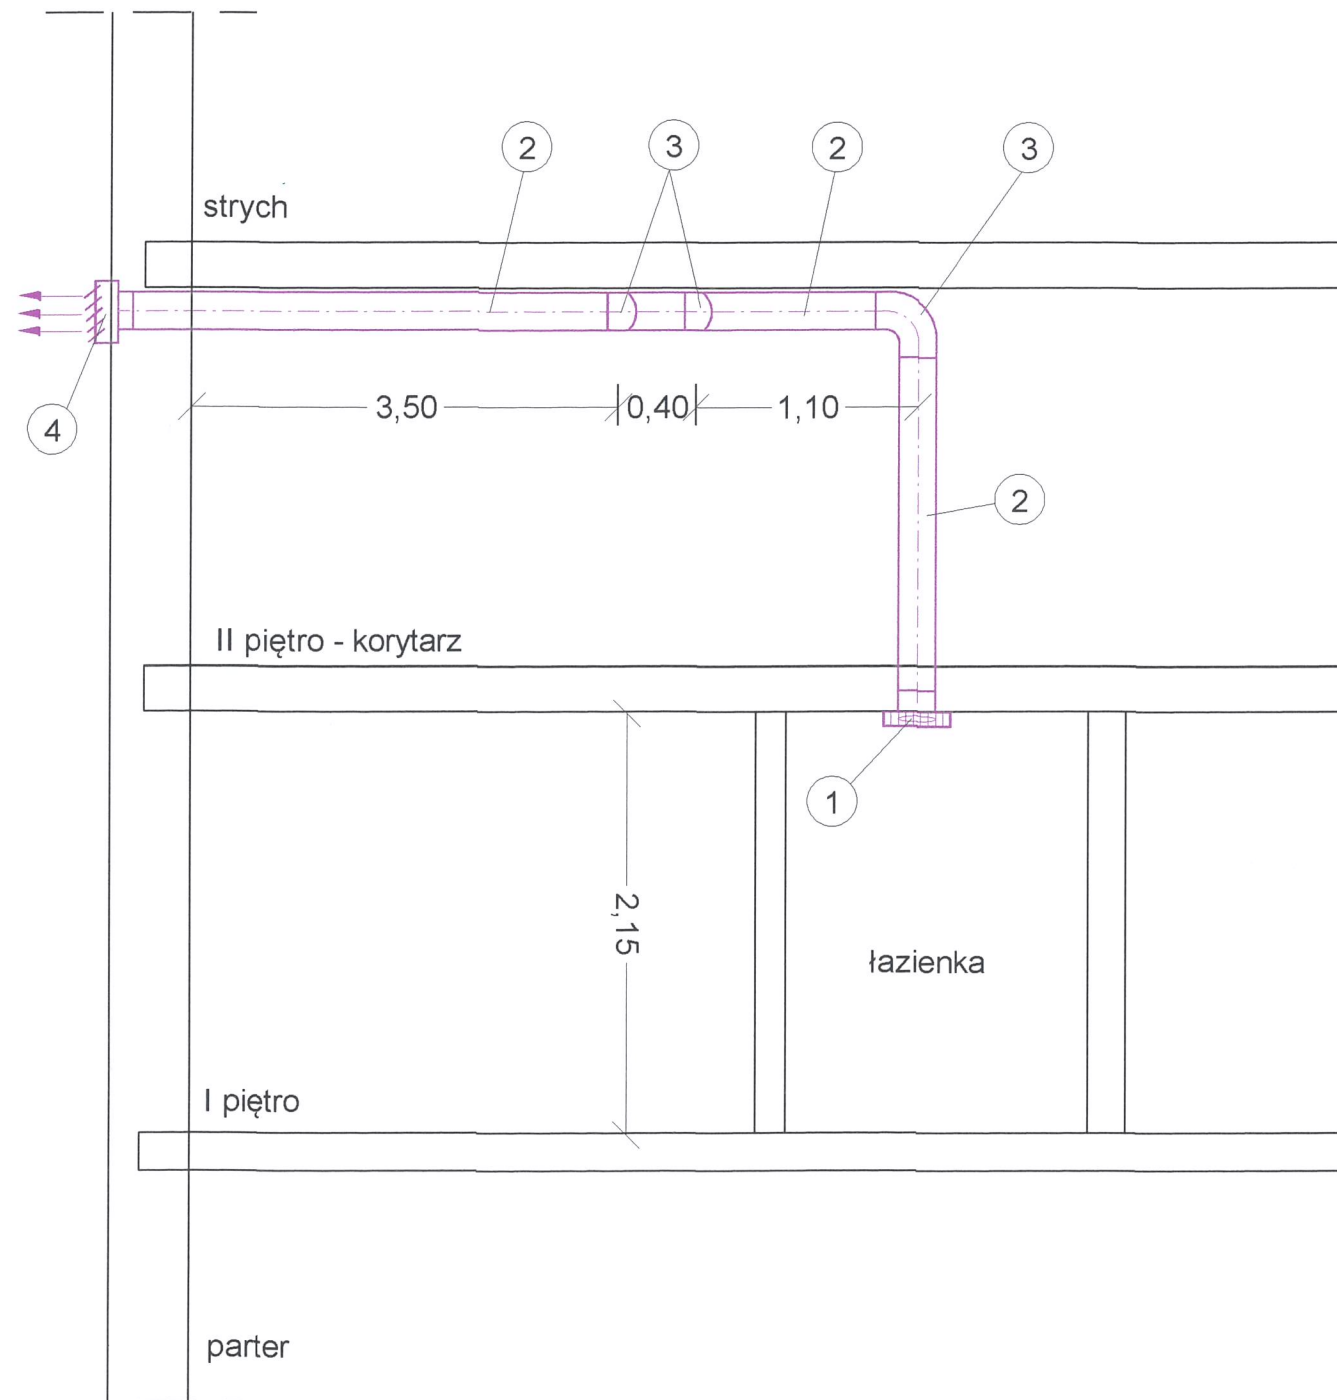 2
3
2
3
strych
4
3,50
0,40
1,10
2
II piętro - korytarz
1
2,15
łazienka
I piętro
parter